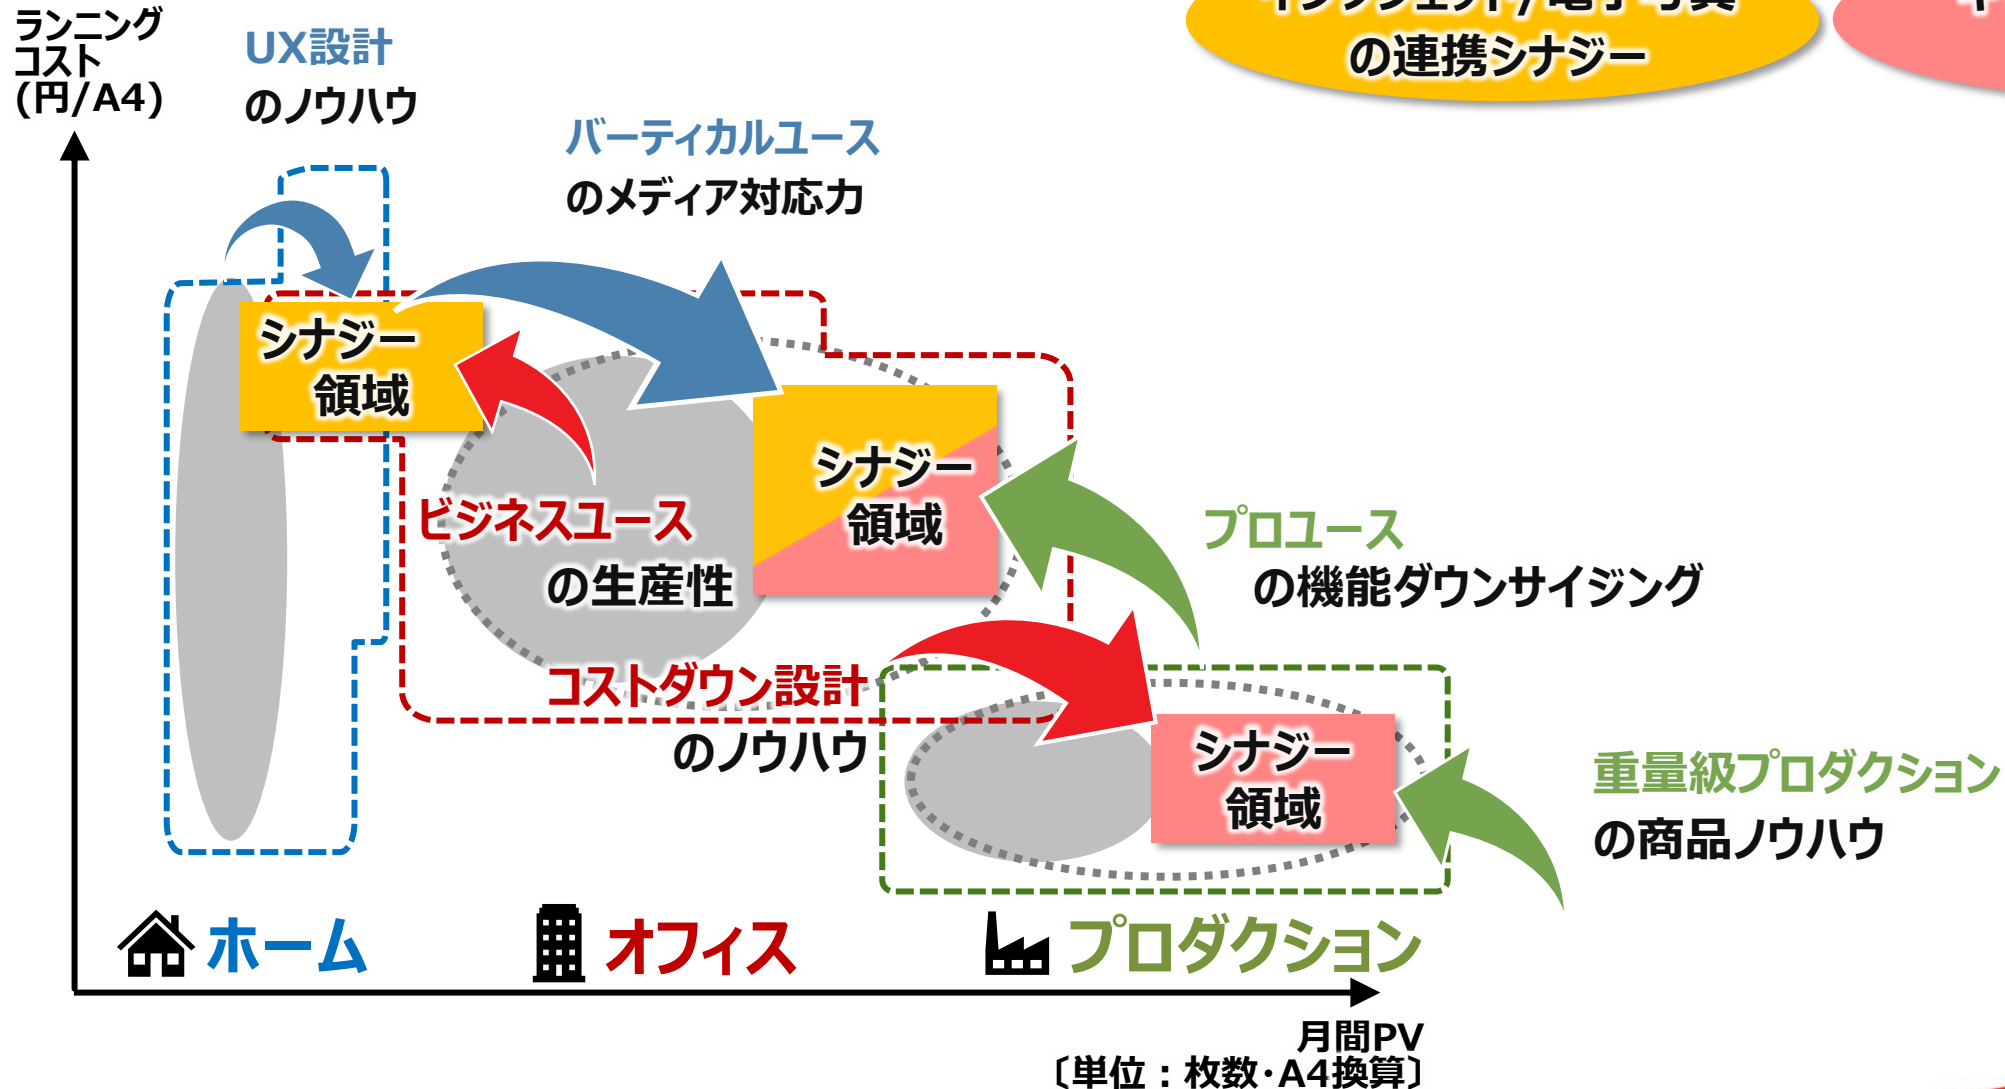 ランニング
コスト
(円/A4)
UX設計
のノウハウ
バーティカルユース
のメディア対応力
の連携シナジー
シナジー
領域
シナジー
領域
ビジネスユース
の生産性
プロユース
の機能ダウンサイジング
コストダウン設計
のノウハウ
シナジー
領域
重量級プロダクション
の商品ノウハウ
ホーム
オフィス
プロダクション
月間PV
〔単位：枚数・A4換算〕